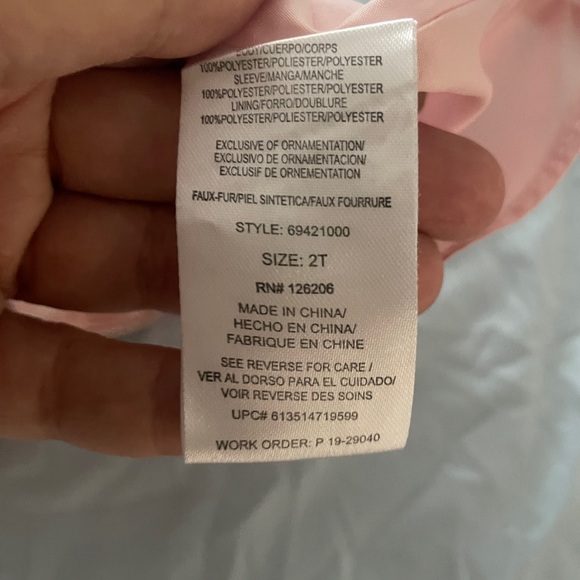 BODY/CUERPO/CORPS
100%POLYESTER/POLIESTER/POLYESTER
SLEEVE/MANGA/MANCHE
100%POLYESTER/POLIESTER/POLYESTER
LINING/FORRO/DOUBLURE
100%POLYESTER/POLIESTER/POLYESTER
EXCLUSIVE OF ORNAMENTATION/
EXCLUSIVO DE ORNAMENTACION/
EXCLUSIF DE ORNEMENTATION
FAUX-FUR/PIEL SINTETICA/FAUX FOURRURE
STYLE: 69421000
SIZE: 2T
RN# 126206
MADE IN CHINA/
HECHO EN CHINA/
FABRIQUE EN CHINE
SEE REVERSE FOR CARE /
VER AL DORSO PARA EL CUIDADO/
VOIR REVERSE DES SOINS
UPC# 613514719599
WORK ORDER: P 19-29040